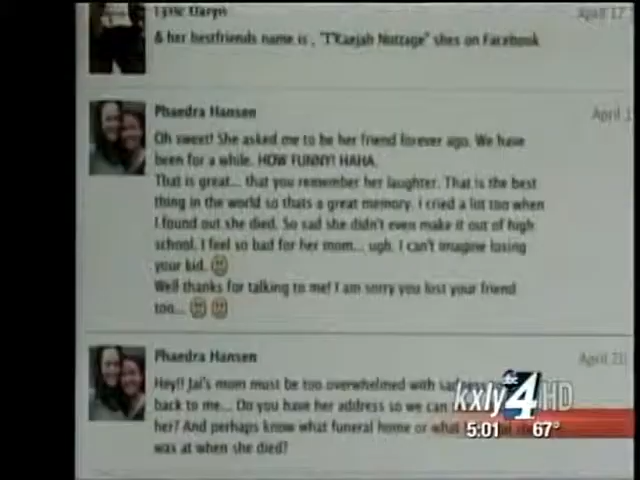 April 17
& her bestfriends name is , "T'Kaejah Nuttage" shes on Facebook
Phaedra Hansen
April 1
Oh sweet! She asked me to be her friend forever ago. We have
been for a while. HOW FUNNY! HAHA.
That is great... that you remember her laughter. That is the best
thing in the world so thats a great memory. I cried a lot too when
I found out she died. So sad she didn't even make it out of high
school. I feel so bad for her mom... ugh. I can't imagine losing
your kid.
Well thanks for talking to me! I am sorry you lost your friend
too...
Phaedra Hansen
April 20
Hey!! Jai's mom must be too overwhelmed with sadness
back to me... Do you have her address so we can
her? And perhaps know what funeral home or what
was at when she died?
abc
kxly 4 HD
5:01 67°